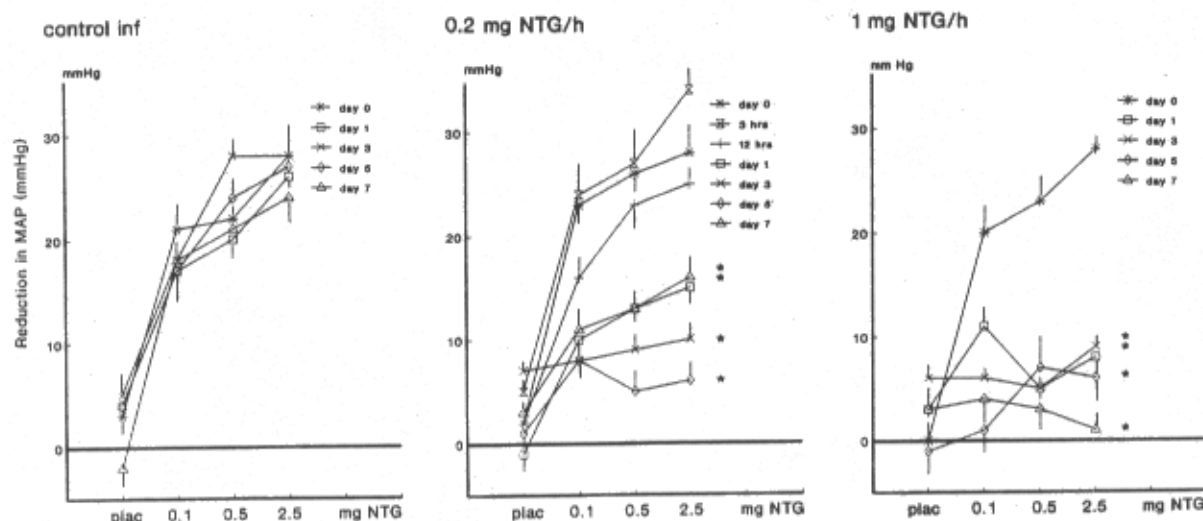 control inf
mmHg
Reduction in MAP (mmHg)
30
20
10
0
day 0
day 1
day 3
day 5
day 7
plac 0.1 0.5 2.5 mg NTG
0.2 mg NTG/h
mmHg
30
20
10
0
day 0
3 hrs
12 hrs
day 1
day 3
day 5
day 7
*
*
*
*
plac 0.1 0.5 2.5 mg NTG
1 mg NTG/h
mm Hg
30
20
10
0
day 0
day 1
day 3
day 5
day 7
*
*
*
*
plac 0.1 0.5 2.5 mg NTG